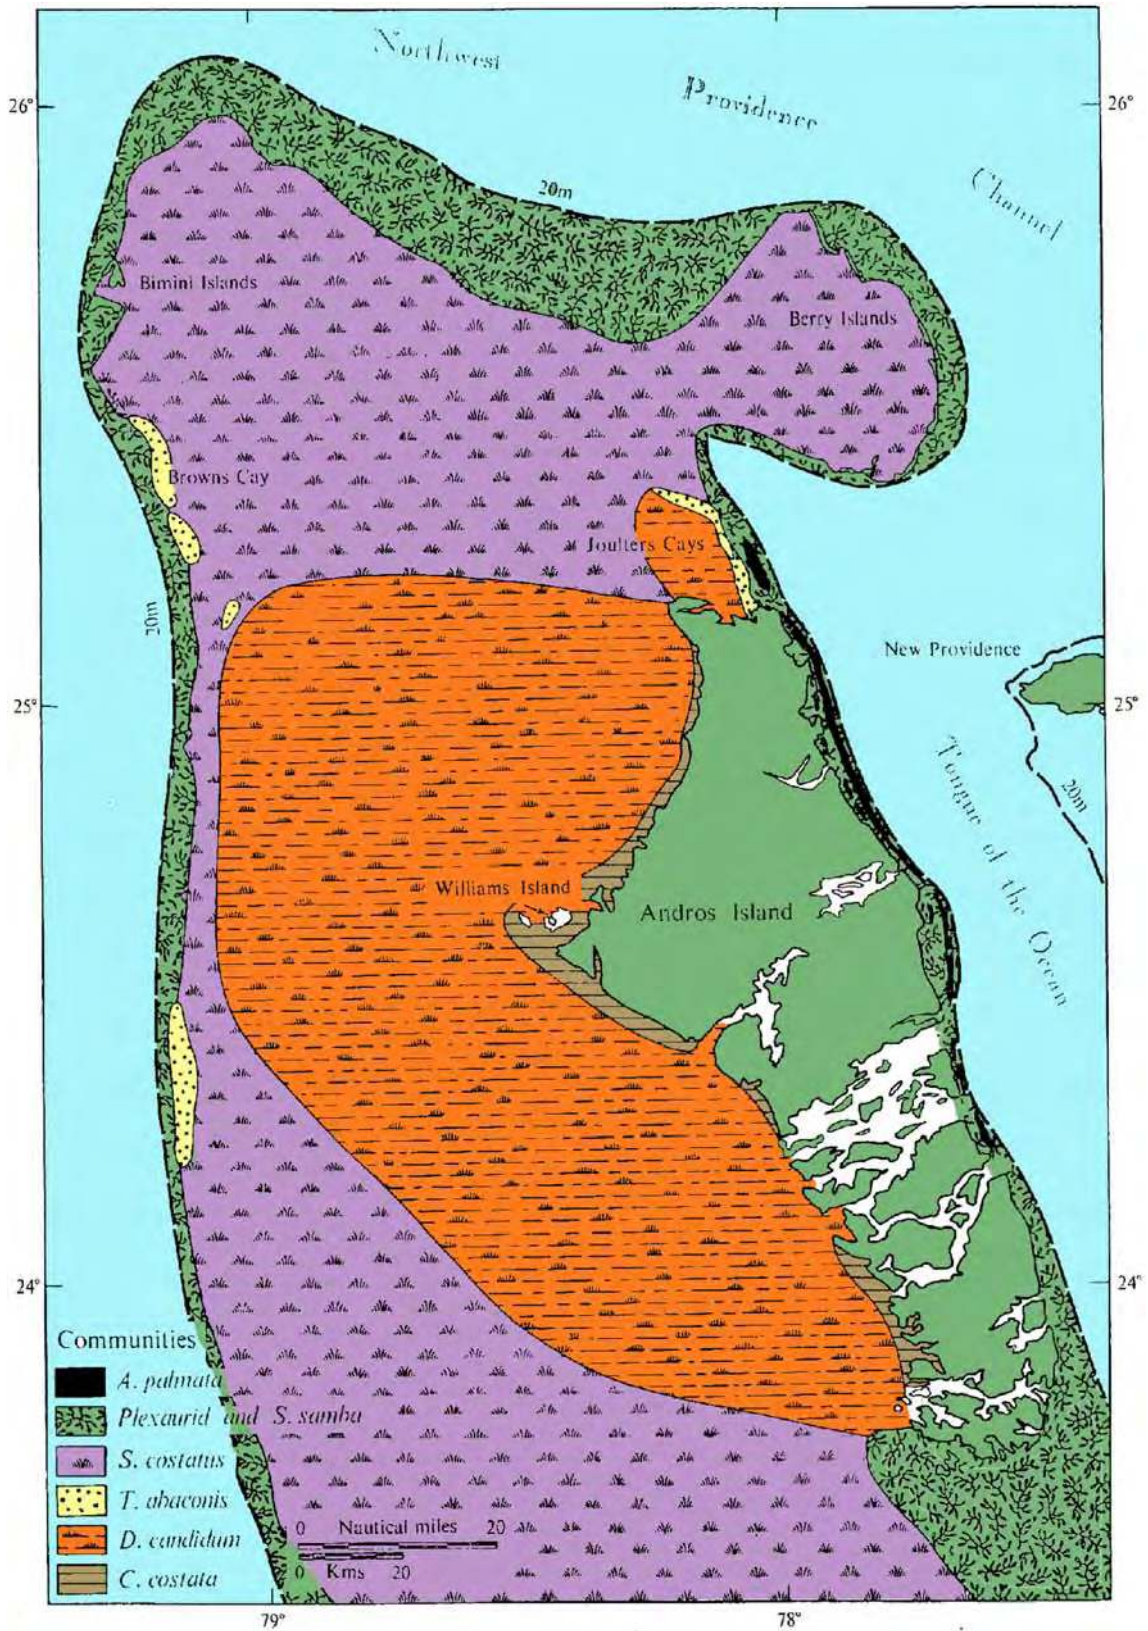 Northwest
Providence
Channel
26°
26°
20m
Bimini Islands
Berry Islands
Browns Cay
Joulters Cays
20m
New Providence
25°
25°
Tongue of the Ocean
20m
Williams Island
Andros Island
24°
24°
Communities
A. palmata
Plexaurid and S. samba
S. costatus
T. abaconis
D. candidum
C. costata
0 Nautical miles 20
0 Kms 20
79°
78°